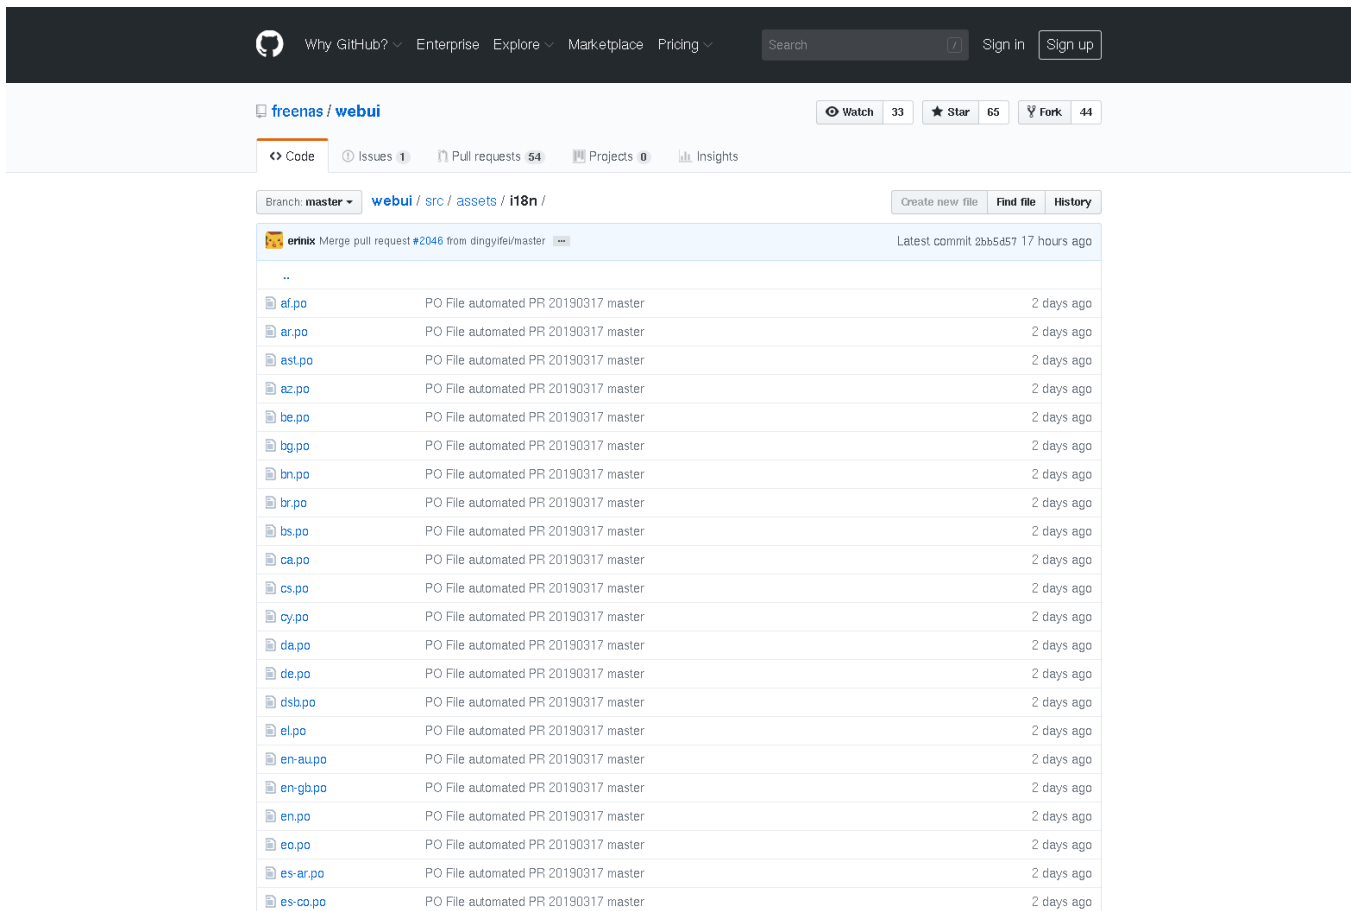 Why GitHub? Enterprise Explore Marketplace Pricing Search / Sign in Sign up
freenas / webui Watch 33 Star 65 Fork 44
Code Issues 1 Pull requests 54 Projects 0 Insights
Branch: master webui / src / assets / i18n / Create new file Find file History
erinix Merge pull request #2046 from dingyifei/master … Latest commit 2bb5d57 17 hours ago
..
af.po PO File automated PR 20190317 master 2 days ago
ar.po PO File automated PR 20190317 master 2 days ago
ast.po PO File automated PR 20190317 master 2 days ago
az.po PO File automated PR 20190317 master 2 days ago
be.po PO File automated PR 20190317 master 2 days ago
bg.po PO File automated PR 20190317 master 2 days ago
bn.po PO File automated PR 20190317 master 2 days ago
br.po PO File automated PR 20190317 master 2 days ago
bs.po PO File automated PR 20190317 master 2 days ago
ca.po PO File automated PR 20190317 master 2 days ago
cs.po PO File automated PR 20190317 master 2 days ago
cy.po PO File automated PR 20190317 master 2 days ago
da.po PO File automated PR 20190317 master 2 days ago
de.po PO File automated PR 20190317 master 2 days ago
dsb.po PO File automated PR 20190317 master 2 days ago
el.po PO File automated PR 20190317 master 2 days ago
en-au.po PO File automated PR 20190317 master 2 days ago
en-gb.po PO File automated PR 20190317 master 2 days ago
en.po PO File automated PR 20190317 master 2 days ago
eo.po PO File automated PR 20190317 master 2 days ago
es-ar.po PO File automated PR 20190317 master 2 days ago
es-co.po PO File automated PR 20190317 master 2 days ago